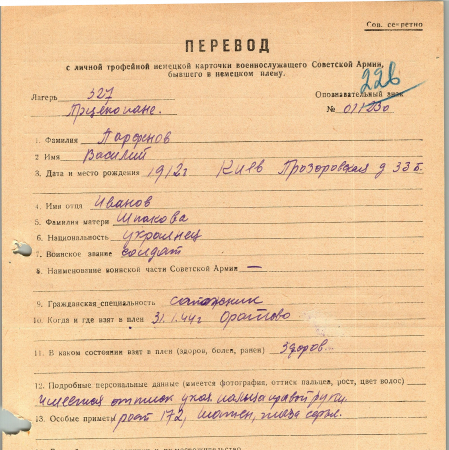 Сов. секретно
ПЕРЕВОД
с личной трофейной немецкой карточки военнослужащего Советской Армии,
бывшего в немецком плену.
226
Лагерь 327 Опознавательный знак
№ 01123о
1. Фамилия Парфенов
2 Имя Василий
3. Дата и место рождения 1912г Киев Прозоровская д 33Б.
4. Имя отца Иванов
5. Фамилия матери Шпакова
6. Национальность украинец
7. Воинское звание солдат
8. Наименование воинской части Советской Армии —
9. Гражданская специальность сапожник
10. Когда и где взят в плен 31.1.44г Оратово
11. В каком состоянии взят в плен (здоров, болен, ранен) Здоров
12. Подробные персональные данные (имеется фотография, оттиск пальцев, рост, цвет волос)
имеется оттиск указ. пальца правой руки.
13. Особые приметы рост 172, шатен, глаза